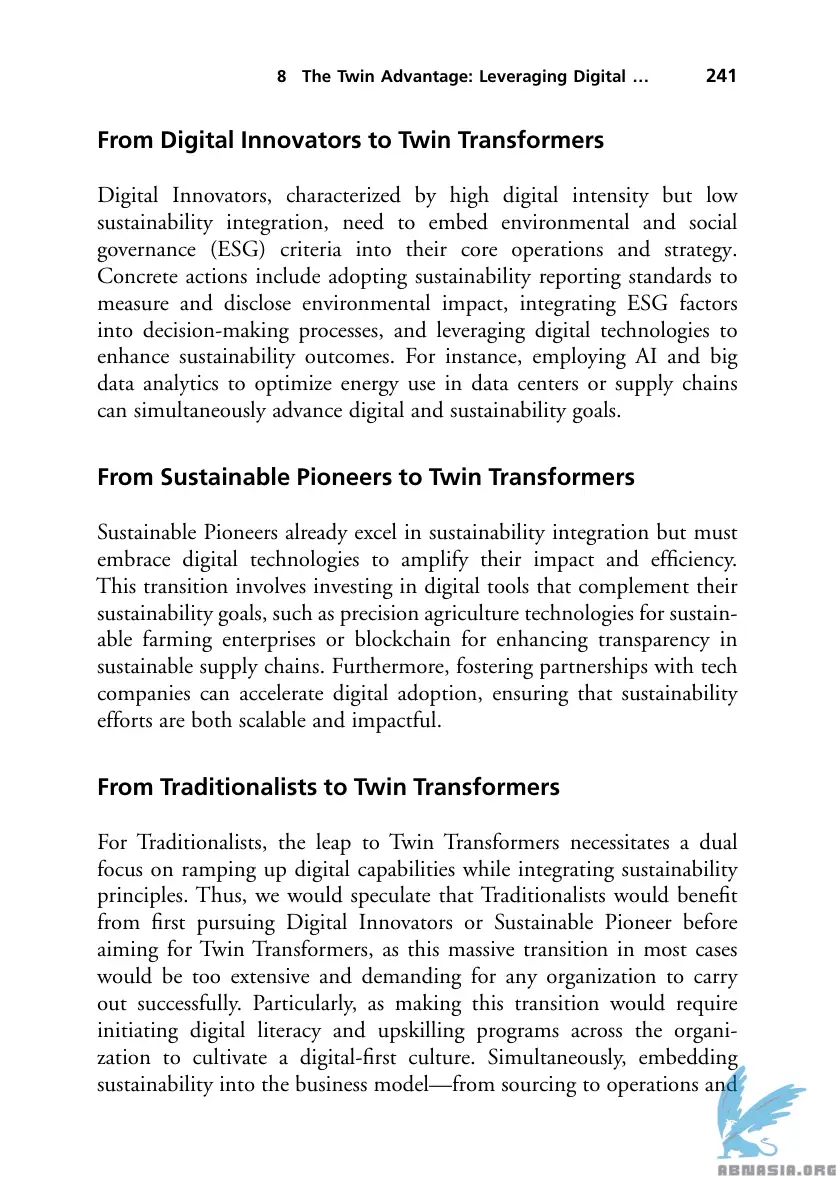 8 The Twin Advantage: Leveraging Digital … 241
From Digital Innovators to Twin Transformers
Digital Innovators, characterized by high digital intensity but low
sustainability integration, need to embed environmental and social
governance (ESG) criteria into their core operations and strategy.
Concrete actions include adopting sustainability reporting standards to
measure and disclose environmental impact, integrating ESG factors
into decision-making processes, and leveraging digital technologies to
enhance sustainability outcomes. For instance, employing AI and big
data analytics to optimize energy use in data centers or supply chains
can simultaneously advance digital and sustainability goals.
From Sustainable Pioneers to Twin Transformers
Sustainable Pioneers already excel in sustainability integration but must
embrace digital technologies to amplify their impact and efficiency.
This transition involves investing in digital tools that complement their
sustainability goals, such as precision agriculture technologies for sustain-
able farming enterprises or blockchain for enhancing transparency in
sustainable supply chains. Furthermore, fostering partnerships with tech
companies can accelerate digital adoption, ensuring that sustainability
efforts are both scalable and impactful.
From Traditionalists to Twin Transformers
For Traditionalists, the leap to Twin Transformers necessitates a dual
focus on ramping up digital capabilities while integrating sustainability
principles. Thus, we would speculate that Traditionalists would benefit
from first pursuing Digital Innovators or Sustainable Pioneer before
aiming for Twin Transformers, as this massive transition in most cases
would be too extensive and demanding for any organization to carry
out successfully. Particularly, as making this transition would require
initiating digital literacy and upskilling programs across the organi-
zation to cultivate a digital-first culture. Simultaneously, embedding
sustainability into the business model—from sourcing to operations and
ABNASIA.ORG